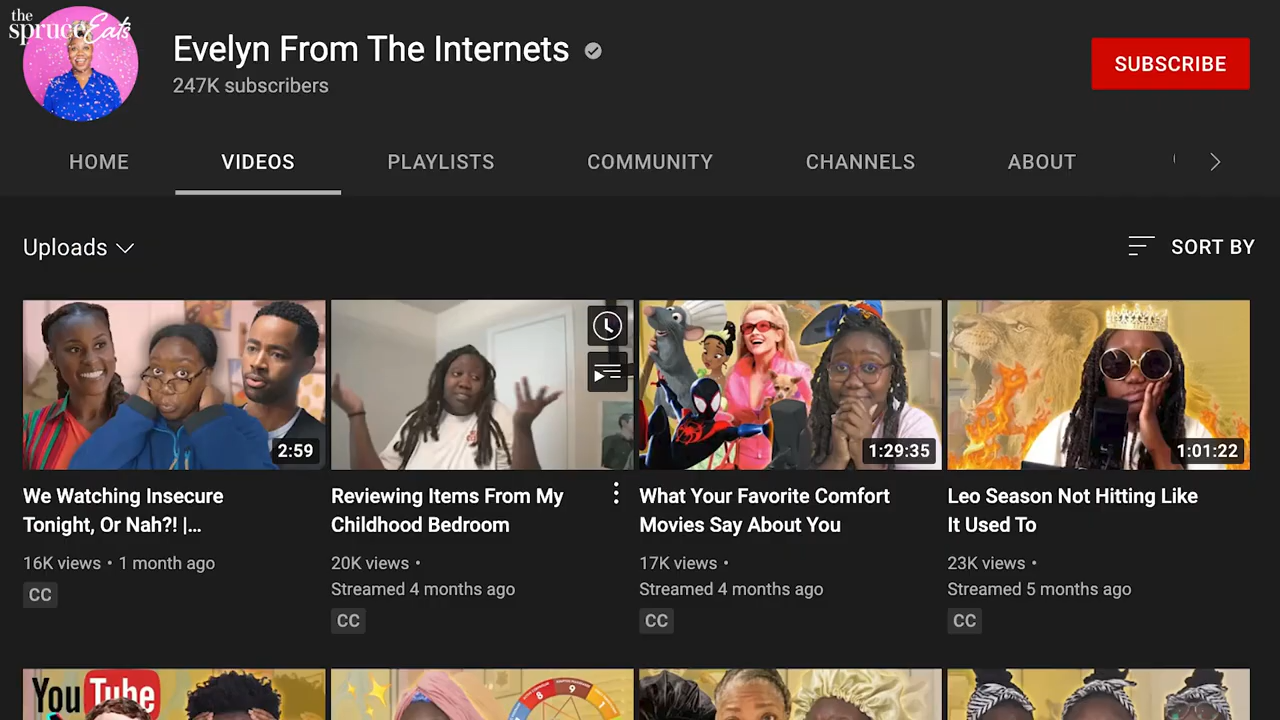 the
spruce Eats
Evelyn From The Internets
247K subscribers
SUBSCRIBE
HOME
VIDEOS
PLAYLISTS
COMMUNITY
CHANNELS
ABOUT
Uploads
SORT BY
2:59
1:29:35
1:01:22
We Watching Insecure
Tonight, Or Nah?! |...
16K views • 1 month ago
CC
Reviewing Items From My
Childhood Bedroom
20K views •
Streamed 4 months ago
CC
What Your Favorite Comfort
Movies Say About You
17K views •
Streamed 4 months ago
CC
Leo Season Not Hitting Like
It Used To
23K views •
Streamed 5 months ago
CC
YouTube
8
9